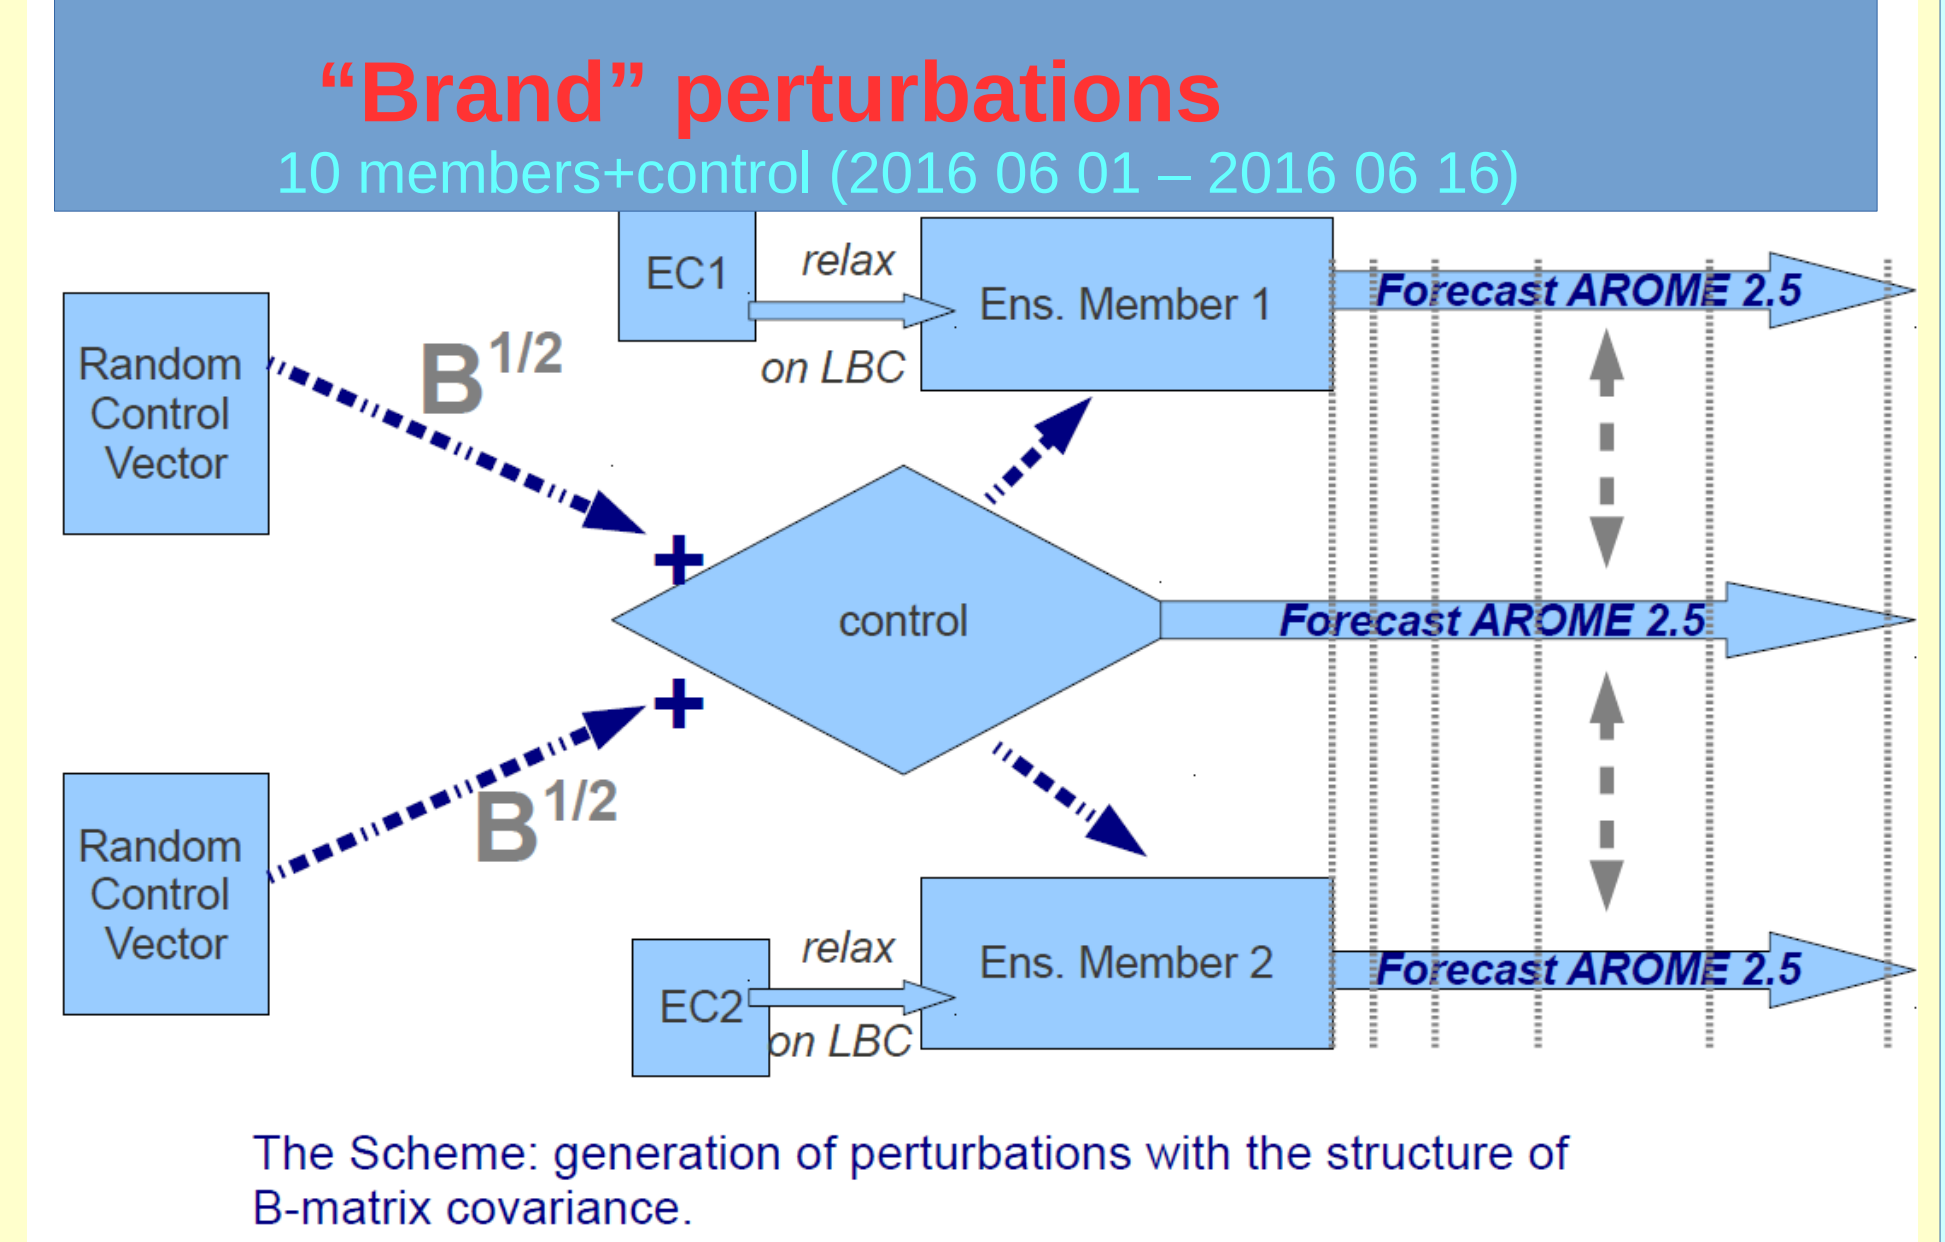 “Brand” perturbations
10 members+control (2016 06 01 – 2016 06 16)
EC1
relax
on LBC
Ens. Member 1
Forecast AROME 2.5
Random
Control
Vector
B1/2
+
control
Forecast AROME 2.5
+
B1/2
Random
Control
Vector
EC2
relax
on LBC
Ens. Member 2
Forecast AROME 2.5
The Scheme: generation of perturbations with the structure of
B-matrix covariance.